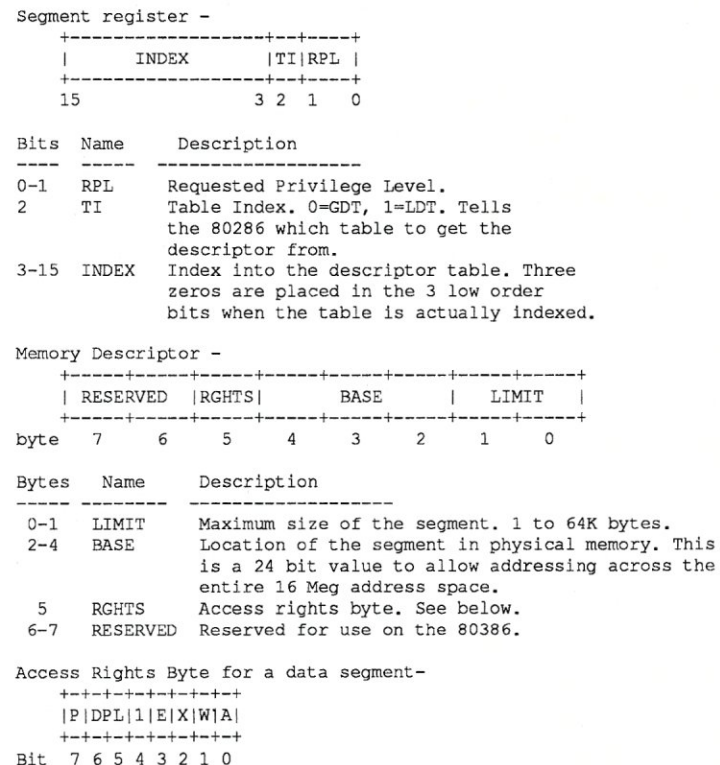 Segment register -
+------------------+--+----+
|      INDEX       |TI|RPL |
+------------------+--+----+
15                3 2  1   0
Bits  Name     Description
----  -----  -------------------
0-1   RPL     Requested Privilege Level.
2     TI      Table Index. 0=GDT, 1=LDT. Tells
the 80286 which table to get the
descriptor from.
3-15  INDEX   Index into the descriptor table. Three
zeros are placed in the 3 low order
bits when the table is actually indexed.
Memory Descriptor -
+-----+-----+-----+-----+-----+-----+-----+-----+
| RESERVED  |RGHTS|       BASE      |   LIMIT   |
+-----+-----+-----+-----+-----+-----+-----+-----+
byte   7     6     5     4     3     2     1     0
Bytes   Name     Description
----- --------  -------------------
0-1   LIMIT     Maximum size of the segment. 1 to 64K bytes.
2-4   BASE      Location of the segment in physical memory. This
is a 24 bit value to allow addressing across the
entire 16 Meg address space.
5    RGHTS     Access rights byte. See below.
6-7   RESERVED  Reserved for use on the 80386.
Access Rights Byte for a data segment-
+-+-+-+-+-+-+-+-+
|P|DPL|1|E|X|W|A|
+-+-+-+-+-+-+-+-+
Bit  7 6 5 4 3 2 1 0